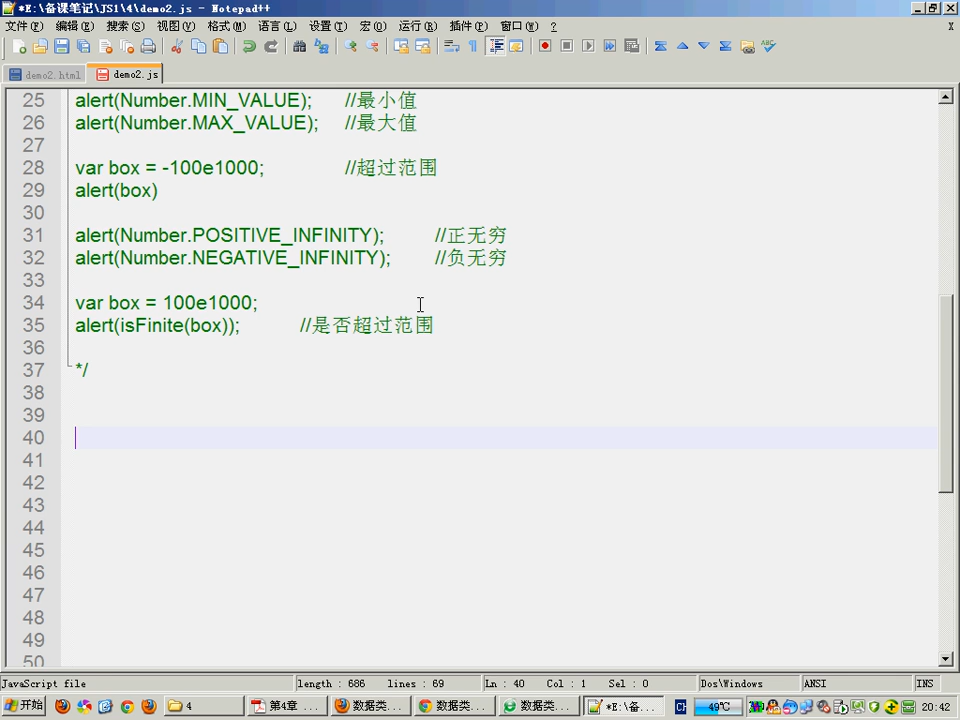 *E:\备课笔记\JS1\4\demo2.js - Notepad++
文件(F) 编辑(E) 搜索(S) 视图(V) 格式(M) 语言(L) 设置(T) 宏(O) 运行(R) 插件(P) 窗口(W) ? X
demo2.html demo2.js
25 alert(Number.MIN_VALUE); //最小值
26 alert(Number.MAX_VALUE); //最大值
27
28 var box = -100e1000; //超过范围
29 alert(box)
30
31 alert(Number.POSITIVE_INFINITY); //正无穷
32 alert(Number.NEGATIVE_INFINITY); //负无穷
33
34 var box = 100e1000;
35 alert(isFinite(box)); //是否超过范围
36
37 */
38
39
40
41
42
43
44
45
46
47
48
49
50
JavaScript file length : 686 lines : 69 Ln : 40 Col : 1 Sel : 0 Dos\Windows ANSI INS
开始 4 第4章 ... 数据类... 数据类... 数据类... *E:\备... CH 49℃ 20:42